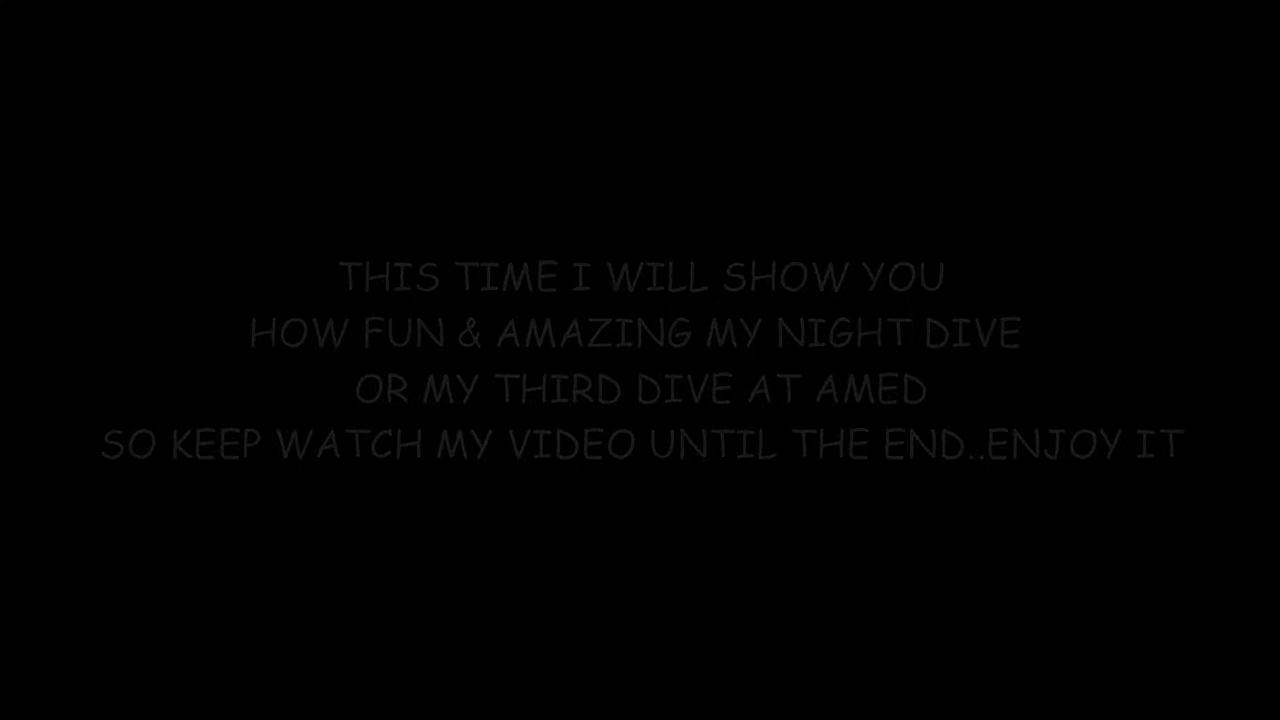 THIS TIME I WILL SHOW YOU
HOW FUN & AMAZING MY NIGHT DIVE
OR MY THIRD DIVE AT AMED
SO KEEP WATCH MY VIDEO UNTIL THE END..ENJOY IT